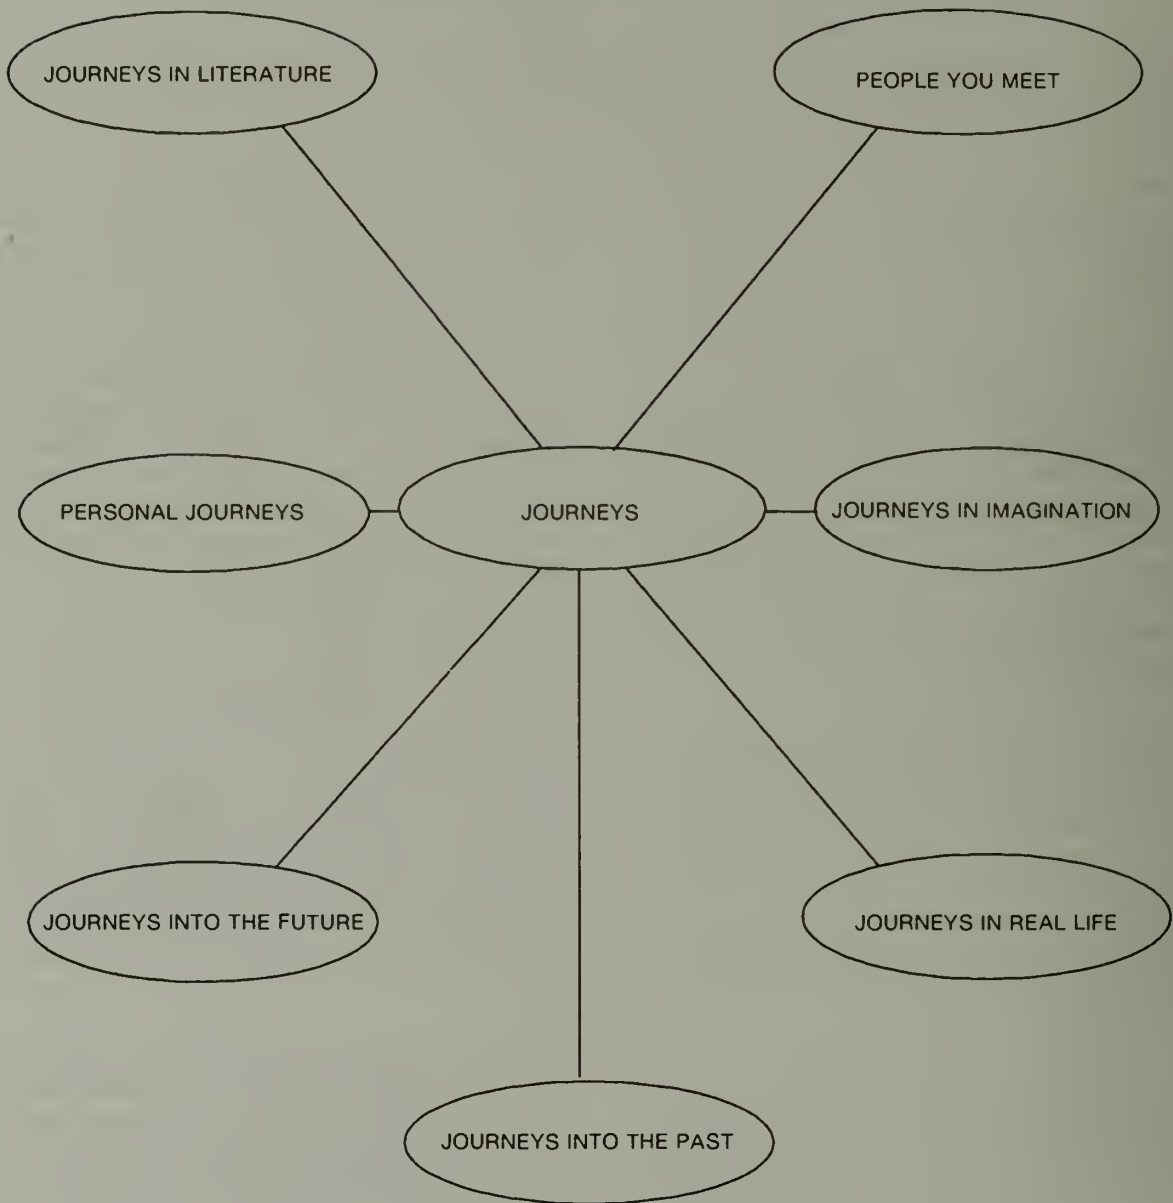 JOURNEYS IN LITERATURE
PEOPLE YOU MEET
PERSONAL JOURNEYS
JOURNEYS
JOURNEYS IN IMAGINATION
JOURNEYS INTO THE FUTURE
JOURNEYS IN REAL LIFE
JOURNEYS INTO THE PAST